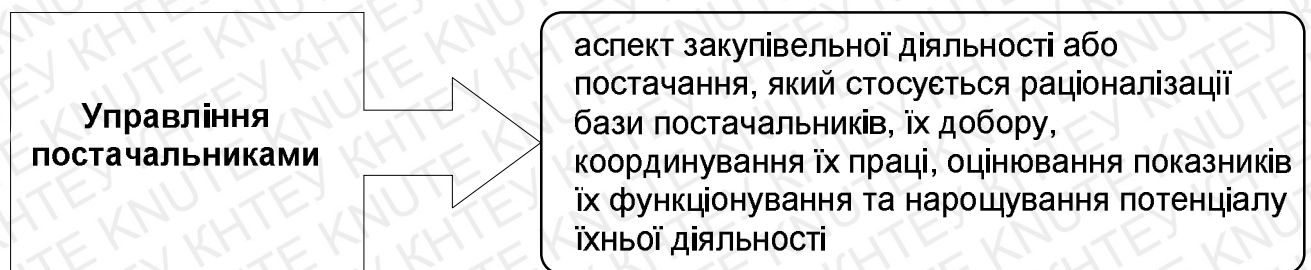 Управління
постачальниками
аспект закупівельної діяльності або
постачання, який стосується раціоналізації
бази постачальників, їх добору,
координування їх праці, оцінювання показників
їх функціонування та нарощування потенціалу
їхньої діяльності